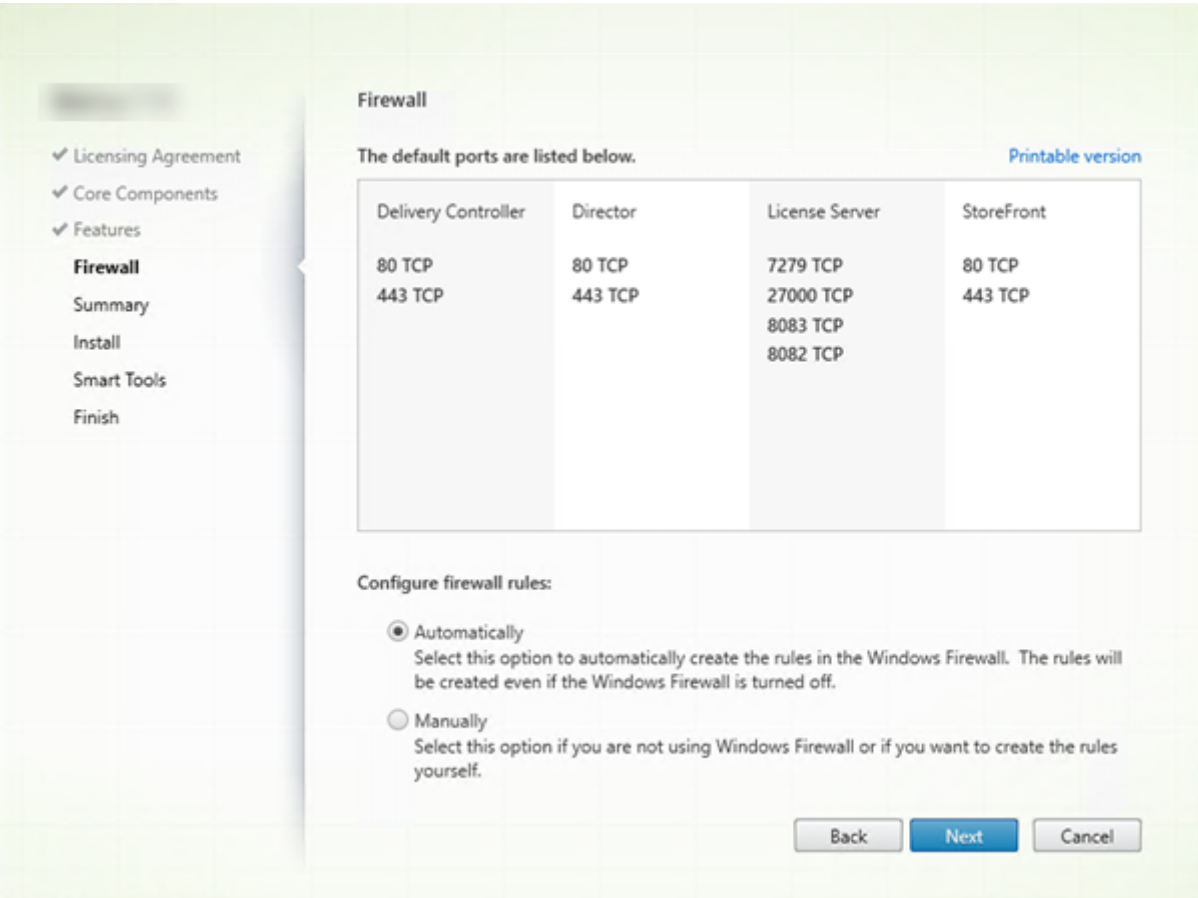 Licensing Agreement
Core Components
Features
Firewall
Summary
Install
Smart Tools
Finish
Firewall
The default ports are listed below.
Printable version
Delivery Controller
80 TCP
443 TCP
Director
80 TCP
443 TCP
License Server
7279 TCP
27000 TCP
8083 TCP
8082 TCP
StoreFront
80 TCP
443 TCP
Configure firewall rules:
Automatically
Select this option to automatically create the rules in the Windows Firewall.  The rules will
be created even if the Windows Firewall is turned off.
Manually
Select this option if you are not using Windows Firewall or if you want to create the rules
yourself.
Back
Next
Cancel